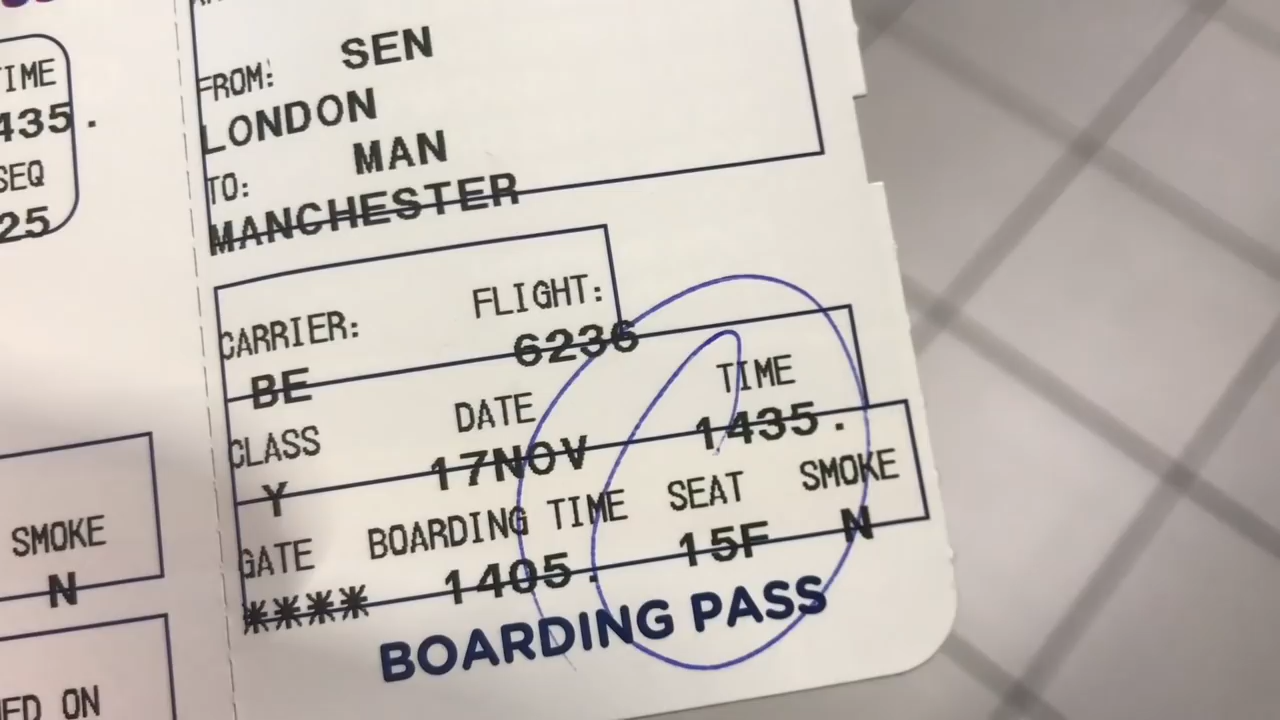 TIME
435.
SEQ
25
SMOKE
N
ED ON
SEN
FROM:
LONDON
MAN
TO:
MANCHESTER
CARRIER: FLIGHT:
BE 6236
CLASS DATE TIME
Y 17NOV 1435.
GATE BOARDING TIME SEAT SMOKE
**** 1405. 15F N
BOARDING PASS